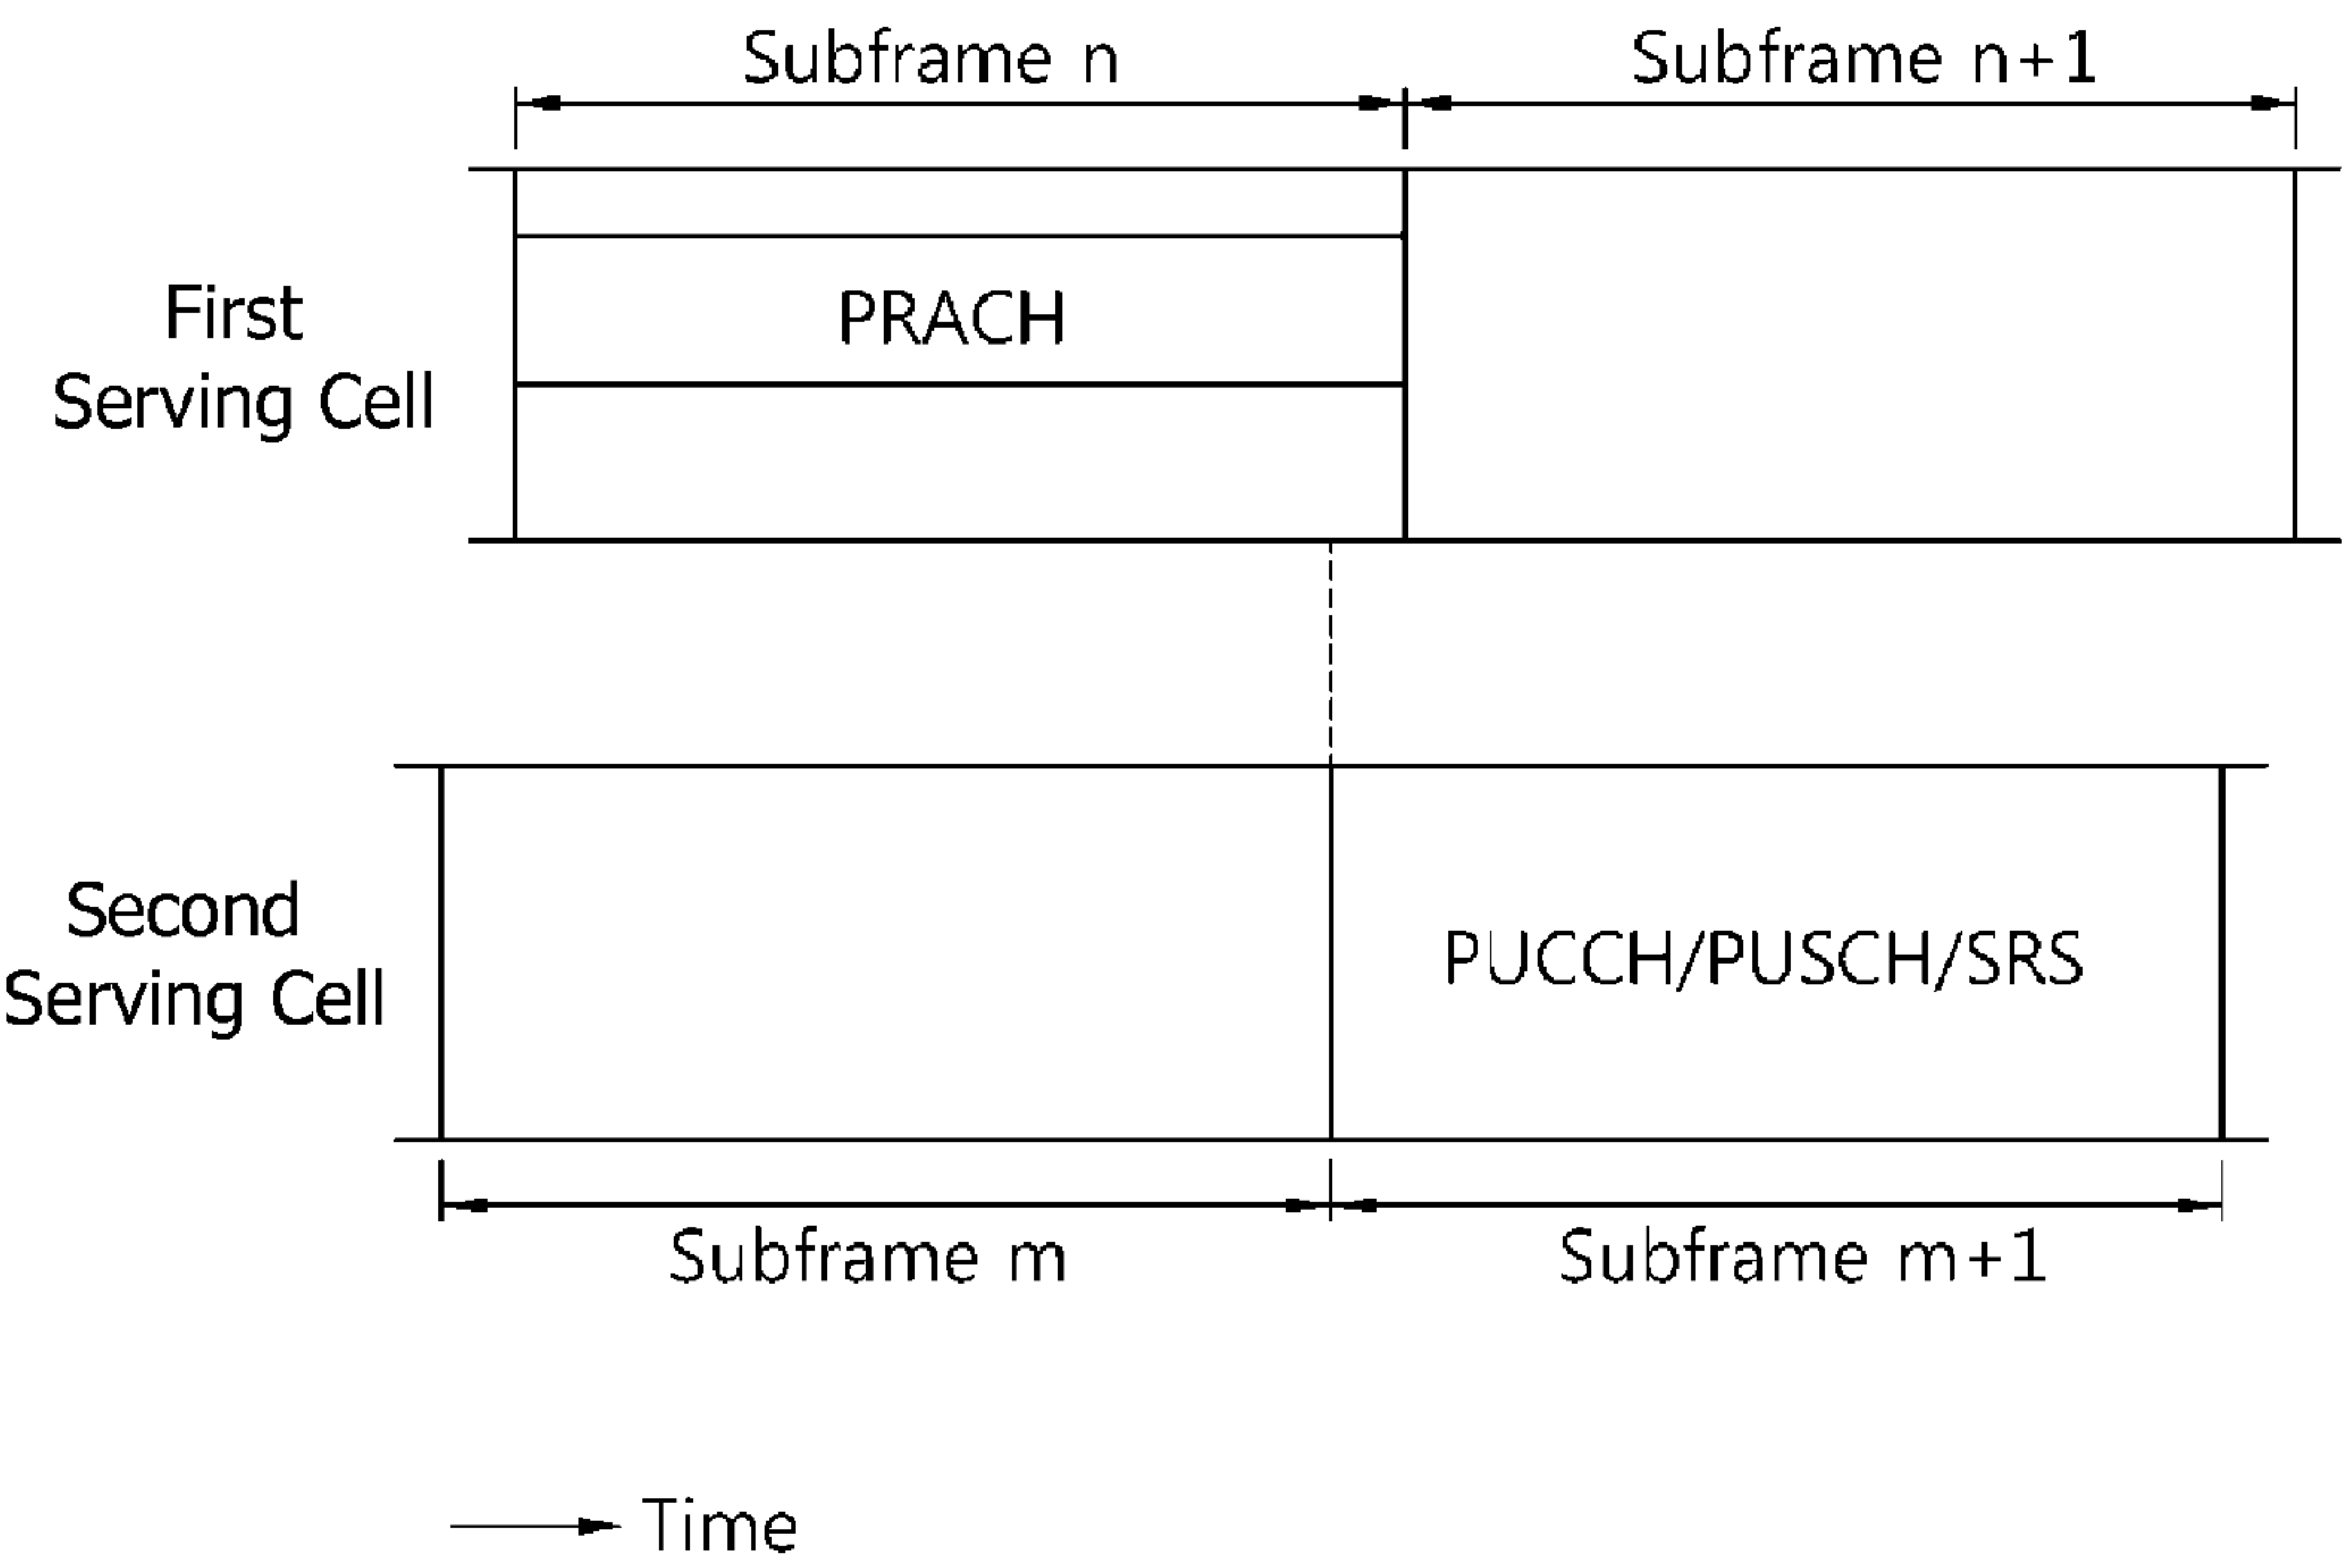 Subframe n
Subframe n+1
PRACH
First
Serving Cell
Second
Serving Cell
PUCCH/PUSCH/SRS
Subframe m
Subframe m+1
Time